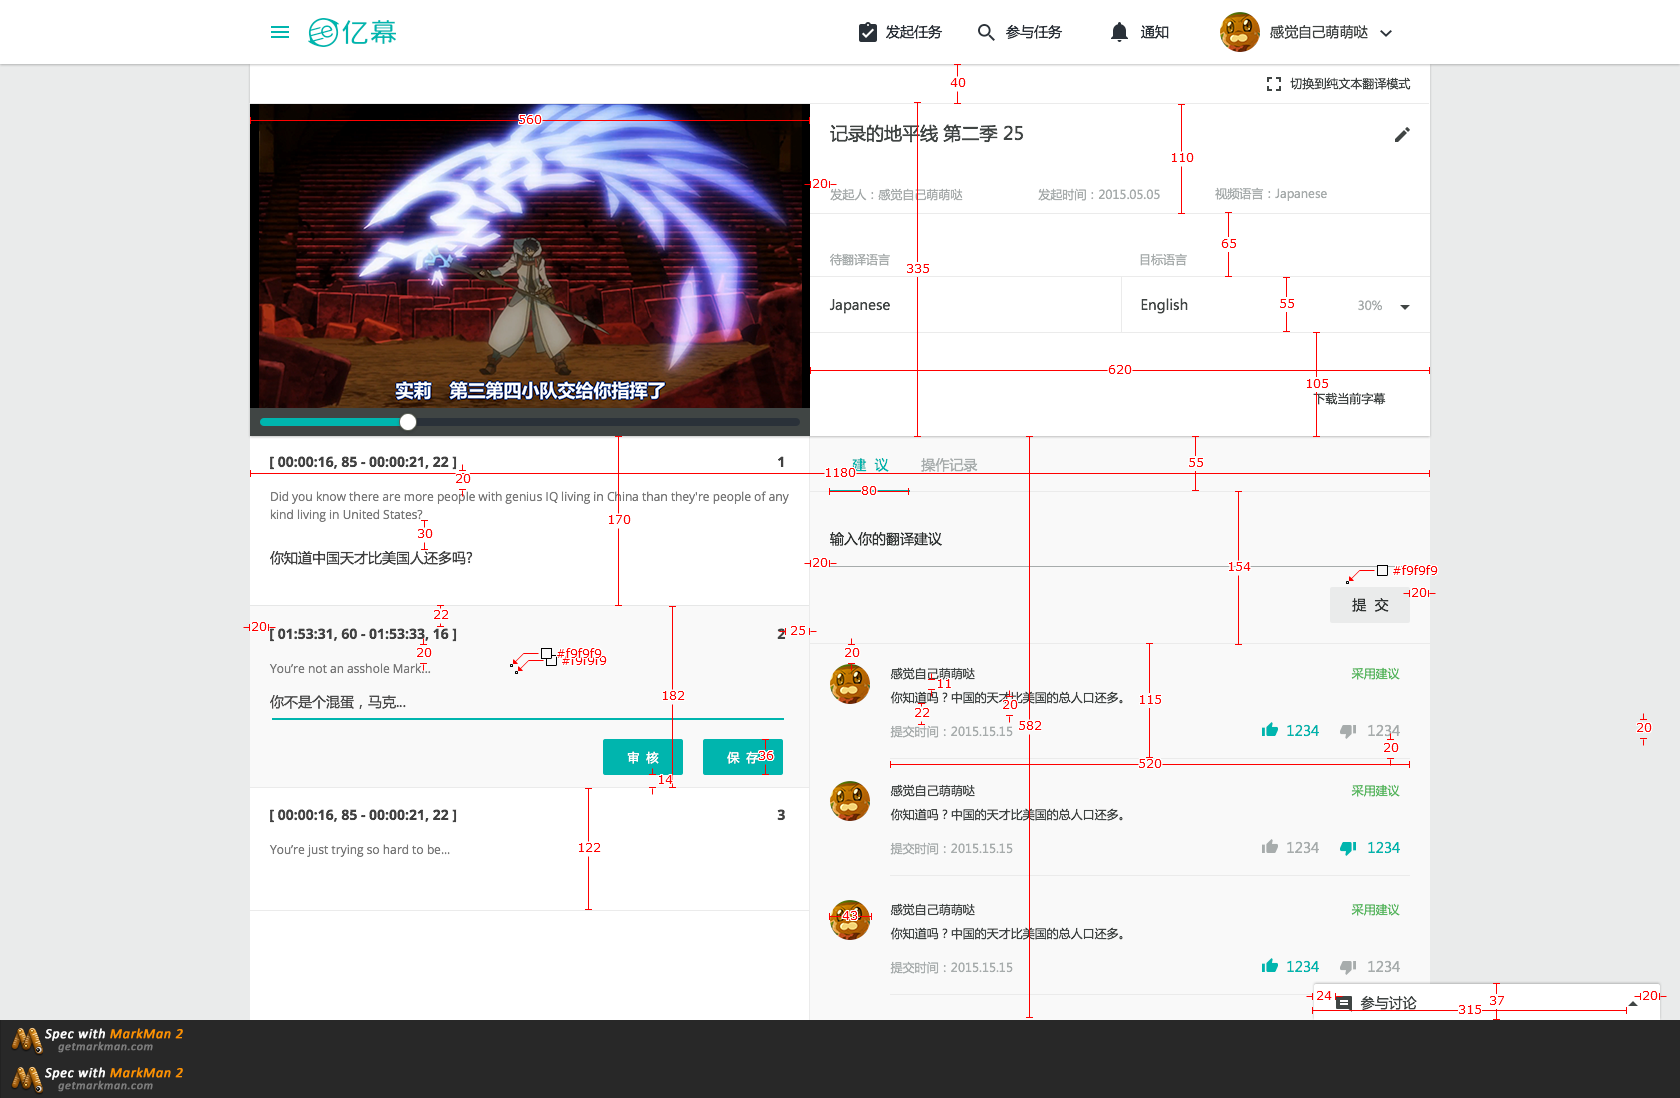 亿幕
发起任务
参与任务
通知
感觉自己萌萌哒
40
切换到纯文本翻译模式
560
记录的地平线 第二季 25
110
20
发起人：感觉自己萌萌哒
发起时间：2015.05.05
视频语言：Japanese
65
待翻译语言
335
目标语言
Japanese
English
55
30%
620
105
实莉 第三第四小队交给你指挥了
下载当前字幕
[ 00:00:16, 85 - 00:00:21, 22 ]
1
20
1180
建 议
操作记录
55
80
Did you know there are more people with genius IQ living in China than they're people of any
kind living in United States?
170
30
输入你的翻译建议
你知道中国天才比美国人还多吗?
20
154
#f9f9f9
20
提 交
22
20
[ 01:53:31, 60 - 01:53:33, 16 ]
2
25
20
#f9f9f9
#f9f9f9
You're not an asshole Mark...
你不是个混蛋，马克...
182
20
感觉自己萌萌哒
采用建议
11
你知道吗？中国的天才比美国的总人口还多。
115
20
22
582
提交时间：2015.15.15
1234
1234
20
20
审 核
保 存
36
14
520
感觉自己萌萌哒
采用建议
你知道吗？中国的天才比美国的总人口还多。
提交时间：2015.15.15
1234
1234
[ 00:00:16, 85 - 00:00:21, 22 ]
3
You're just trying so hard to be...
122
43
感觉自己萌萌哒
采用建议
你知道吗？中国的天才比美国的总人口还多。
提交时间：2015.15.15
1234
1234
24
参与讨论
37
20
315
Spec with MarkMan 2
getmarkman.com
Spec with MarkMan 2
getmarkman.com